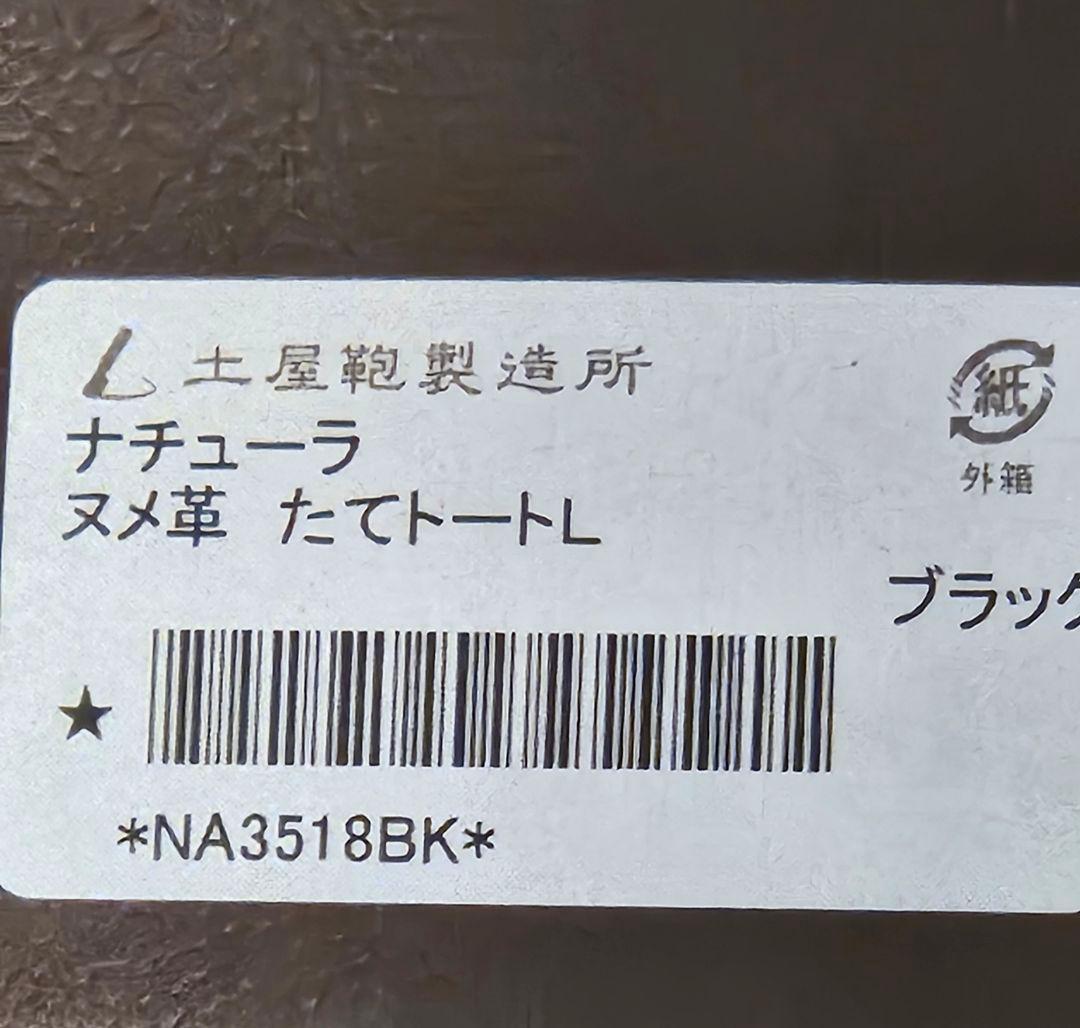 土屋鞄製造所
紙
外箱
ナチューラ
ヌメ革 たてトートL
ブラック
★
*NA3518BK*